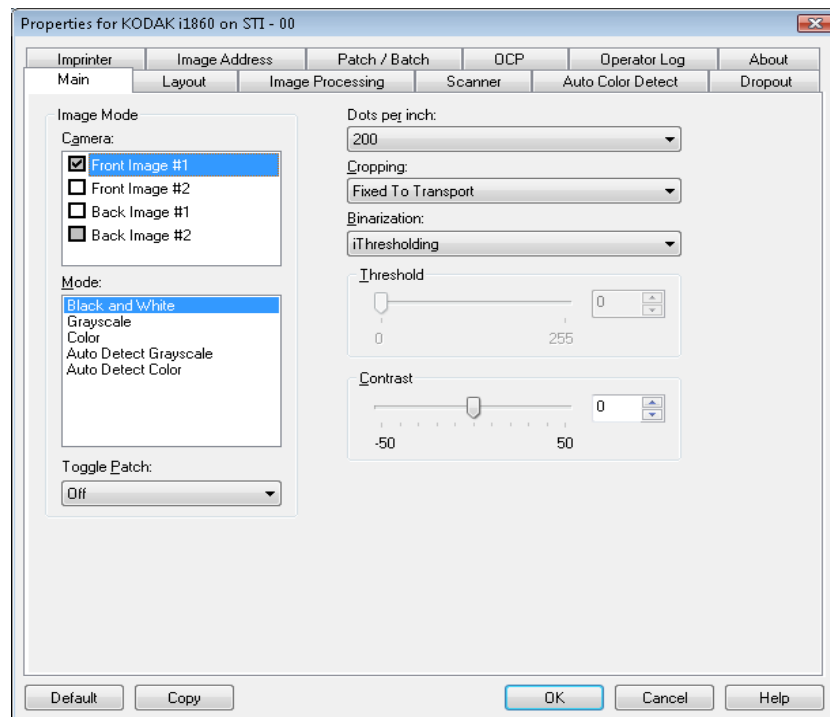 Properties for KODAK i1860 on STI - 00
Imprinter Image Address Patch / Batch OCP Operator Log About
Main Layout Image Processing Scanner Auto Color Detect Dropout
Image Mode
Camera:
Front Image #1
Front Image #2
Back Image #1
Back Image #2
Mode:
Black and White
Grayscale
Color
Auto Detect Grayscale
Auto Detect Color
Toggle Patch:
Off
Dots per inch:
200
Cropping:
Fixed To Transport
Binarization:
iThresholding
Threshold
0
0 255
Contrast
0
-50 50
Default Copy OK Cancel Help